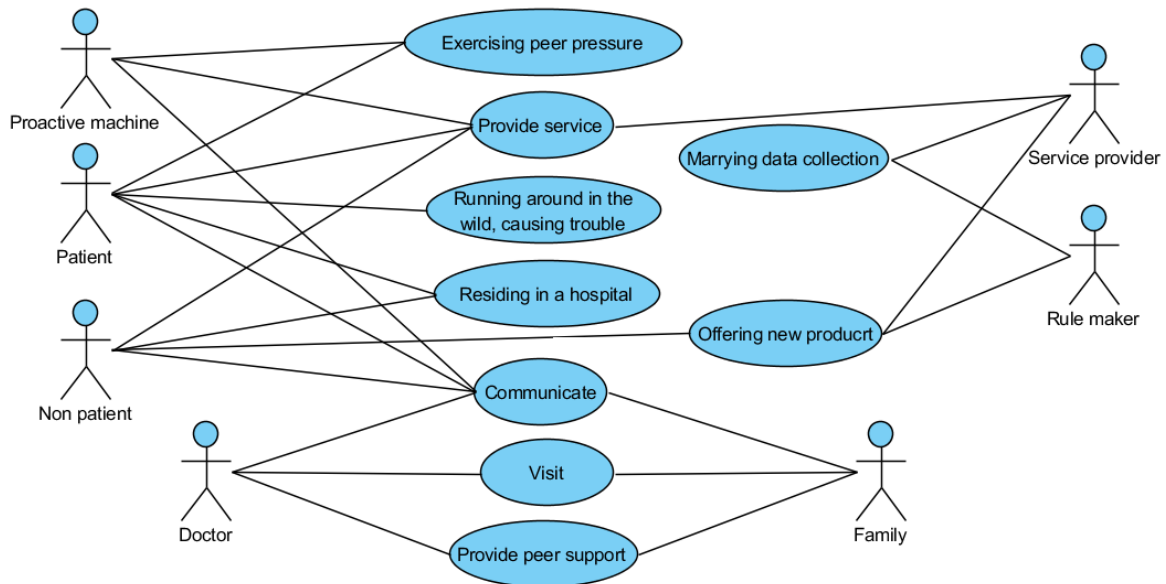 Exercising peer pressure
Proactive machine
Provide service
Service provider
Marrying data collection
Patient
Running around in the
wild, causing trouble
Residing in a hospital
Rule maker
Offering new producrt
Non patient
Communicate
Doctor
Visit
Family
Provide peer support